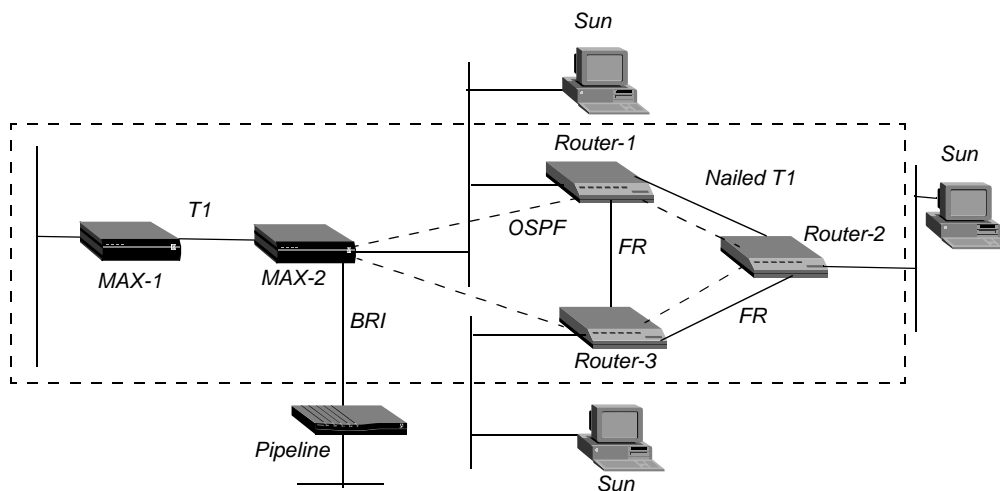 Sun
Router-1
Sun
Nailed T1
T1
OSPF
Router-2
FR
MAX-1
MAX-2
BRI
FR
Router-3
Pipeline
Sun